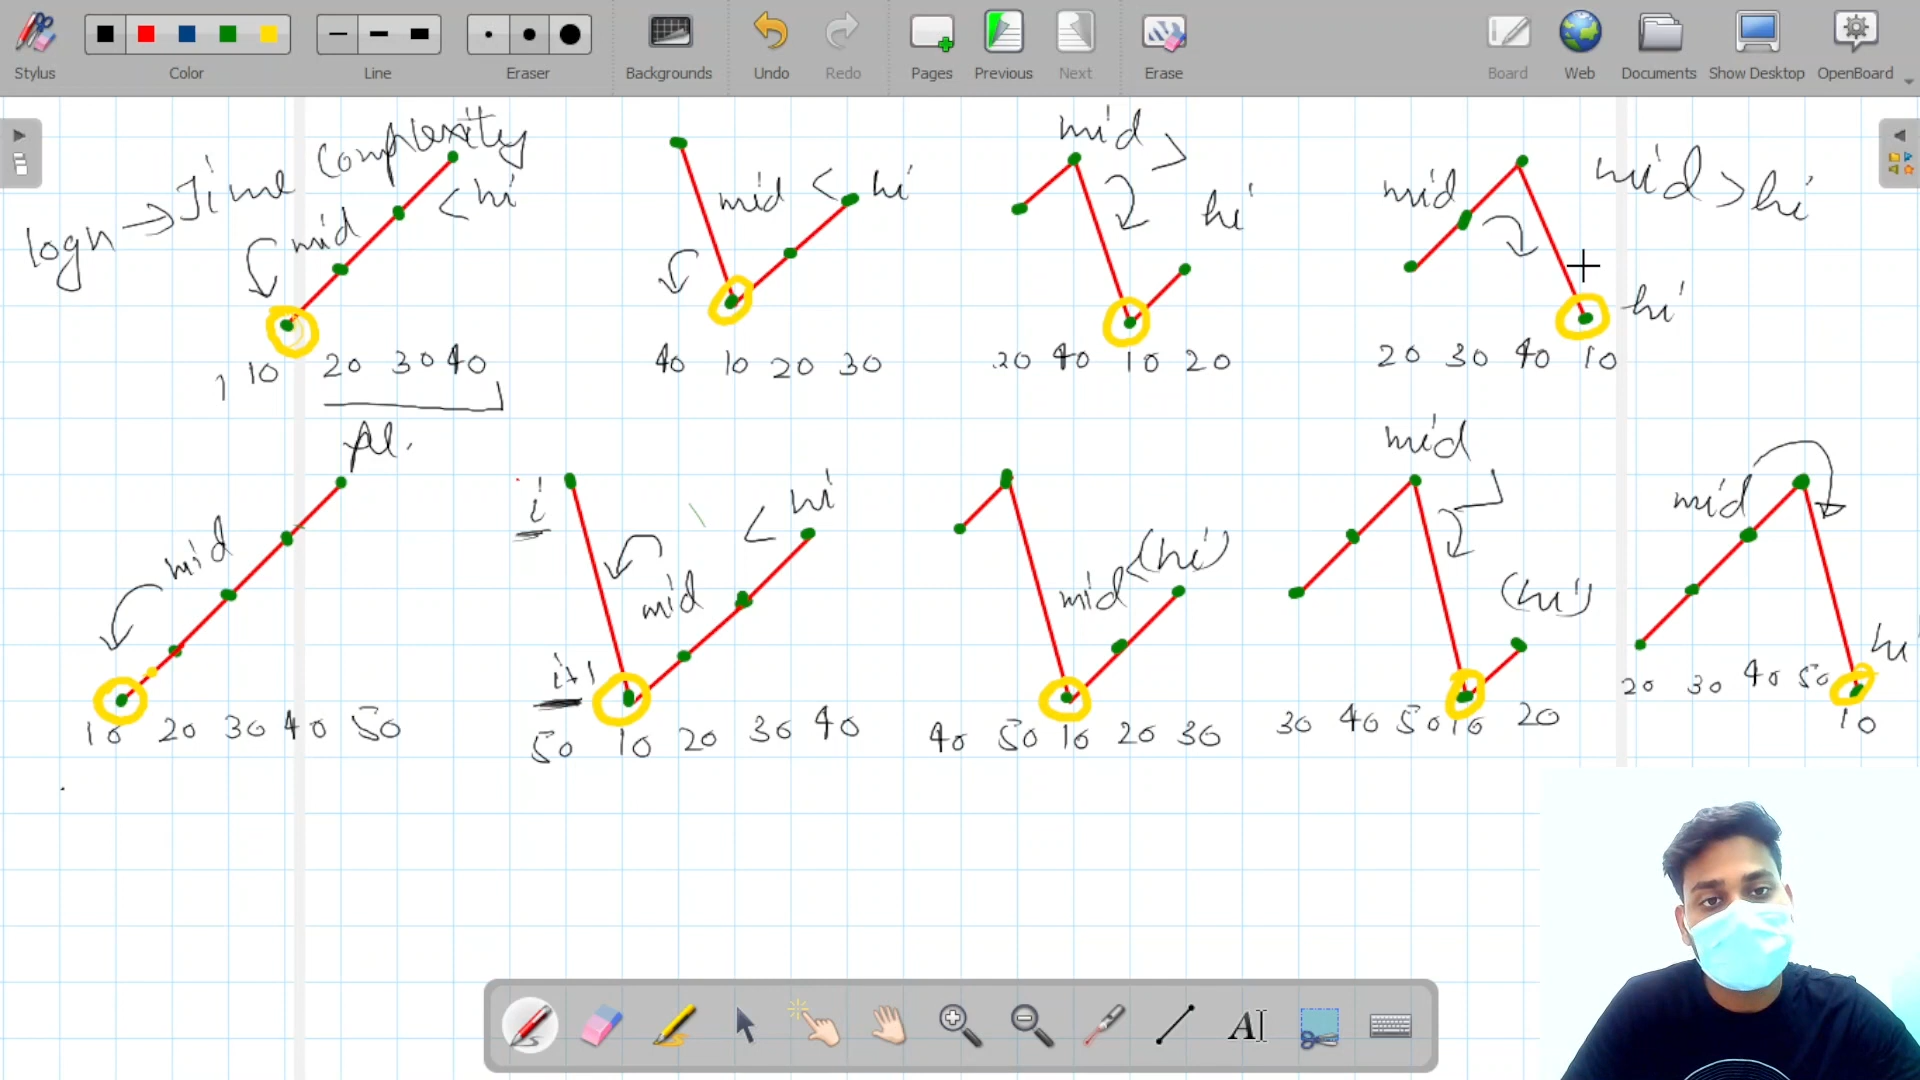 Stylus
Color
Line
Eraser
Backgrounds
Undo
Redo
Pages
Previous
Next
Erase
Board
Web
Documents
Show Desktop
OpenBoard
logn → Time Complexity
mid < hi
1 10 20 30 40
mid < hi
40 10 20 30
mid >
hi
20 40 10 20
mid
mid > hi
hi
20 30 40 10
mid
10 20 30 40 50
i
< hi
mid
i+1
50 10 20 30 40
mid < (hi)
40 50 10 20 30
mid
(hi)
30 40 50 10 20
mid
hi
20 30 40 50 10